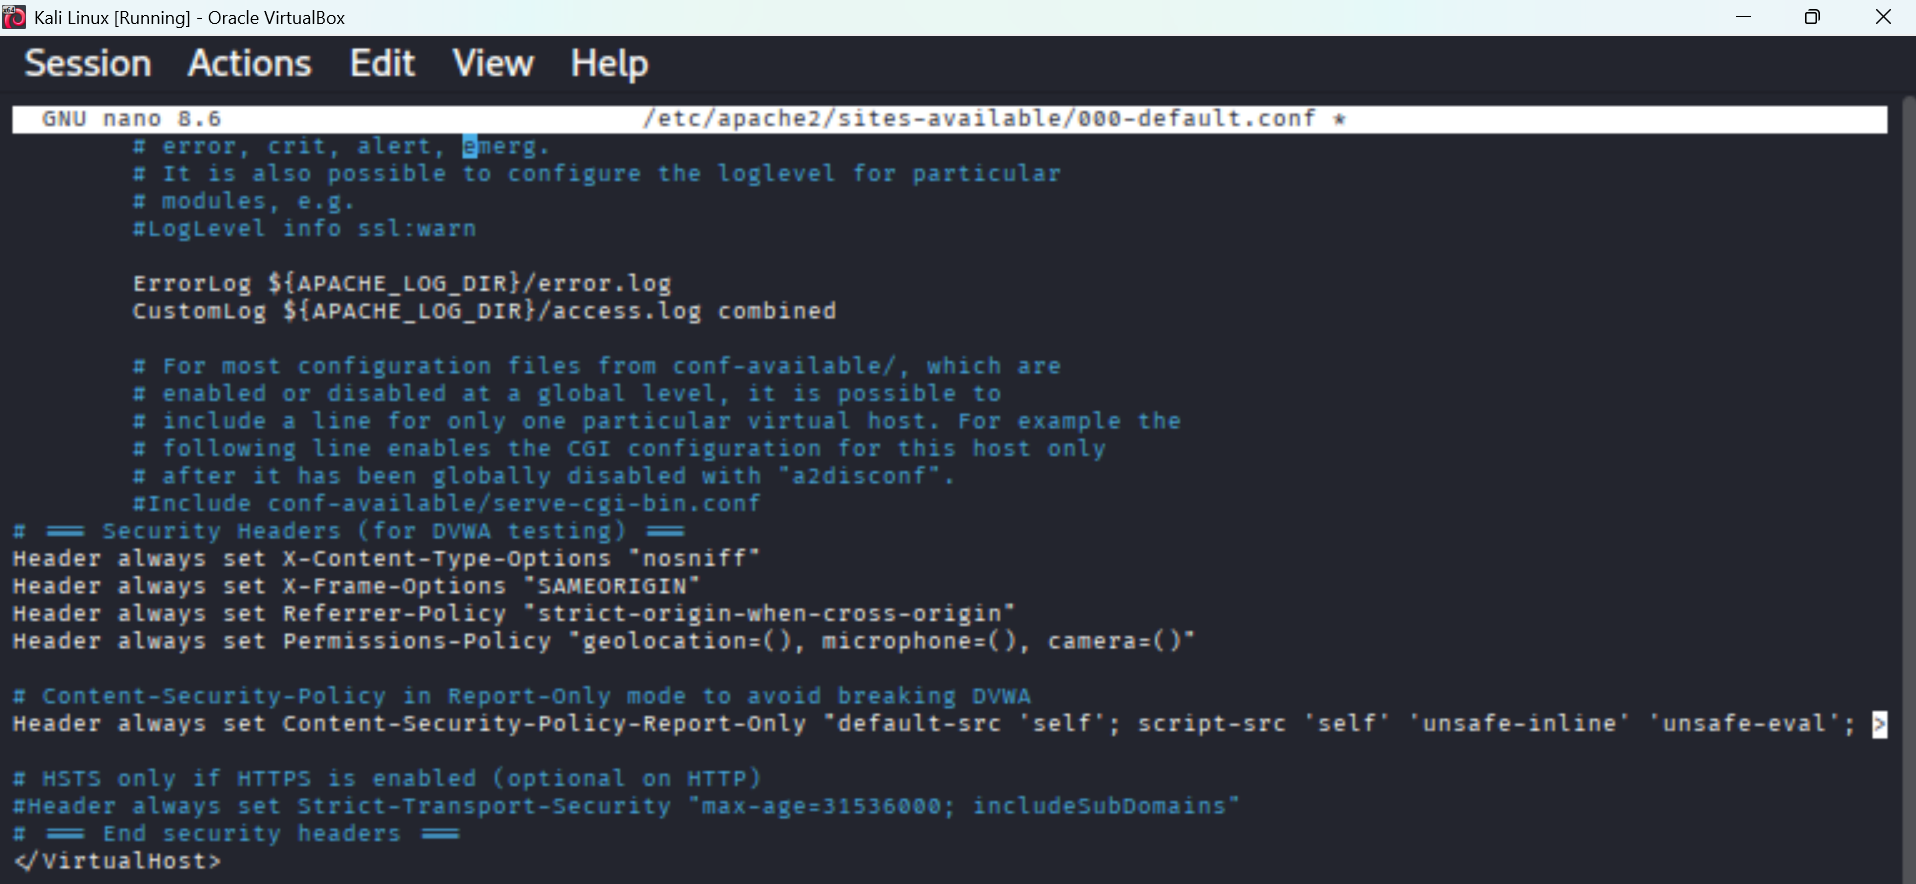 Kali Linux [Running] - Oracle VirtualBox
Session Actions Edit View Help
GNU nano 8.6 /etc/apache2/sites-available/000-default.conf *
# error, crit, alert, emerg.
# It is also possible to configure the loglevel for particular
# modules, e.g.
#LogLevel info ssl:warn
ErrorLog ${APACHE_LOG_DIR}/error.log
CustomLog ${APACHE_LOG_DIR}/access.log combined
# For most configuration files from conf-available/, which are
# enabled or disabled at a global level, it is possible to
# include a line for only one particular virtual host. For example the
# following line enables the CGI configuration for this host only
# after it has been globally disabled with "a2disconf".
#Include conf-available/serve-cgi-bin.conf
# === Security Headers (for DVWA testing) ===
Header always set X-Content-Type-Options "nosniff"
Header always set X-Frame-Options "SAMEORIGIN"
Header always set Referrer-Policy "strict-origin-when-cross-origin"
Header always set Permissions-Policy "geolocation=(), microphone=(), camera=()"
# Content-Security-Policy in Report-Only mode to avoid breaking DVWA
Header always set Content-Security-Policy-Report-Only "default-src 'self'; script-src 'self' 'unsafe-inline' 'unsafe-eval'; >
# HSTS only if HTTPS is enabled (optional on HTTP)
#Header always set Strict-Transport-Security "max-age=31536000; includeSubDomains"
# === End security headers ===
</VirtualHost>